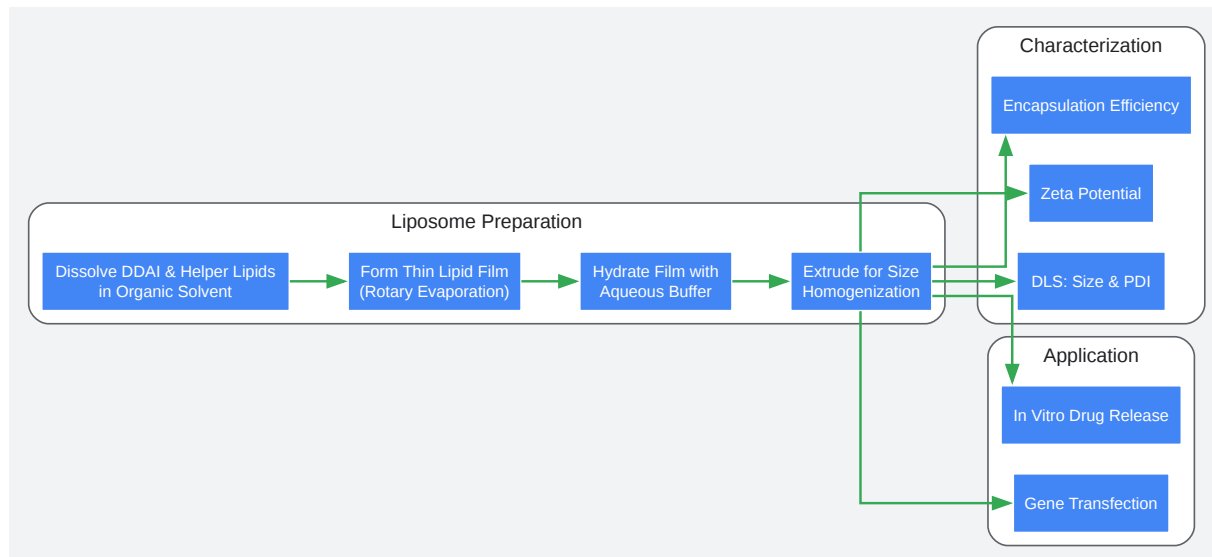 Liposome Preparation
Dissolve DDAI & Helper Lipids
in Organic Solvent
Form Thin Lipid Film
(Rotary Evaporation)
Hydrate Film with
Aqueous Buffer
Extrude for Size
Homogenization
Characterization
Encapsulation Efficiency
Zeta Potential
DLS: Size & PDI
Application
In Vitro Drug Release
Gene Transfection